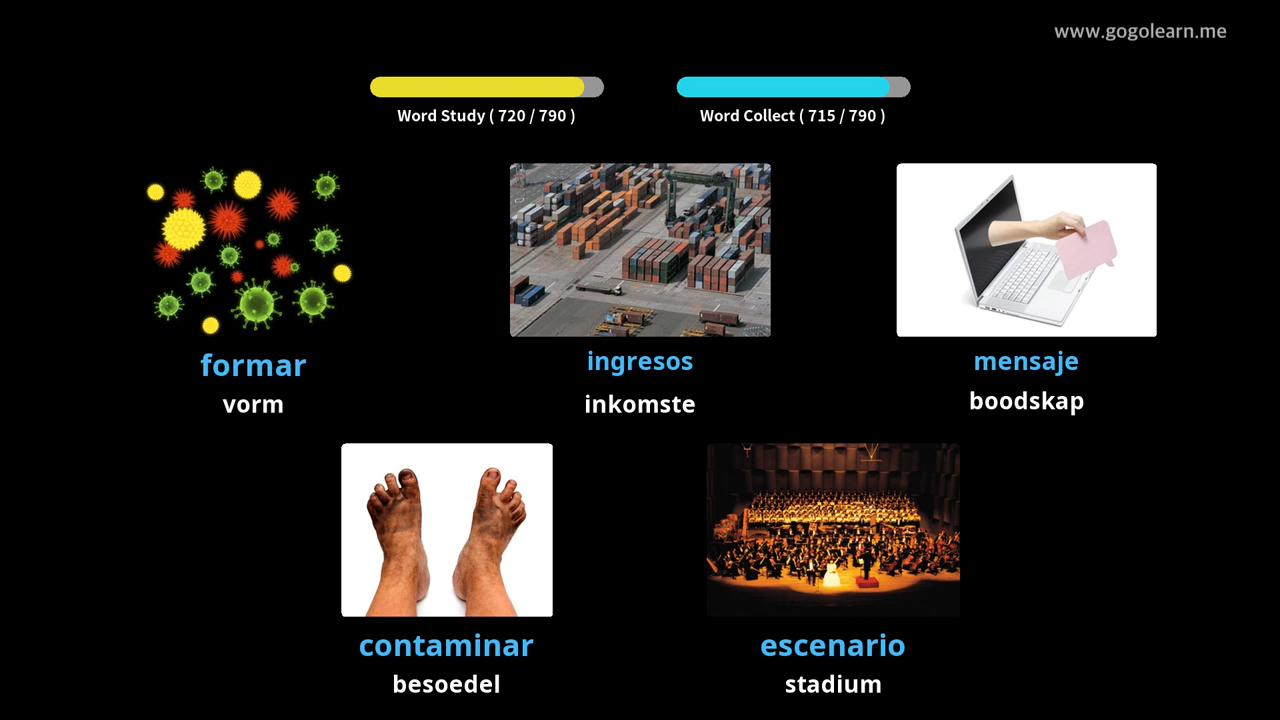 www.gogolearn.me
Word Study ( 720 / 790 )
Word Collect ( 715 / 790 )
formar
vorm
ingresos
inkomste
mensaje
boodskap
contaminar
besoedel
escenario
stadium